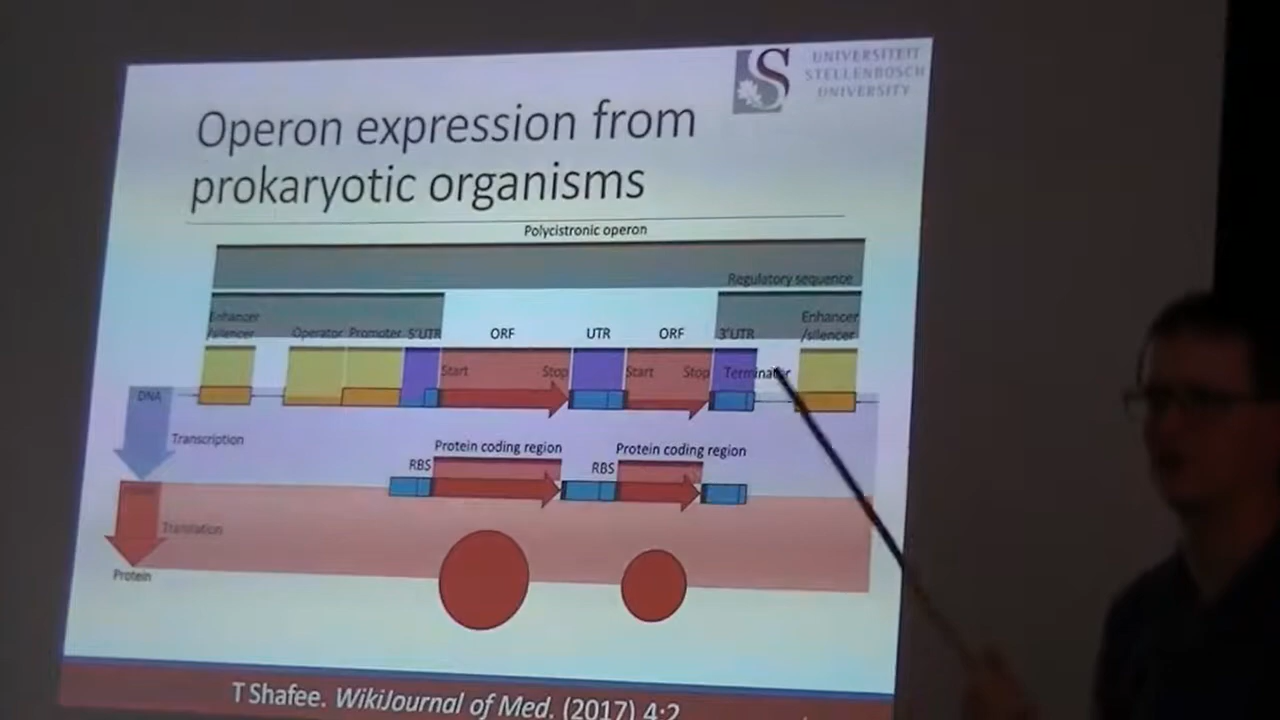 UNIVERSITEIT
STELLENBOSCH
UNIVERSITY
Operon expression from
prokaryotic organisms
Polycistronic operon
Regulatory sequence
Enhancer
/silencer
Operator
Promoter
5'UTR
ORF
UTR
ORF
3'UTR
Enhancer
/silencer
Start
Stop
Start
Stop
Terminator
DNA
Transcription
Protein coding region
Protein coding region
RBS
RBS
Translation
Protein
T Shafee. WikiJournal of Med. (2017) 4:2